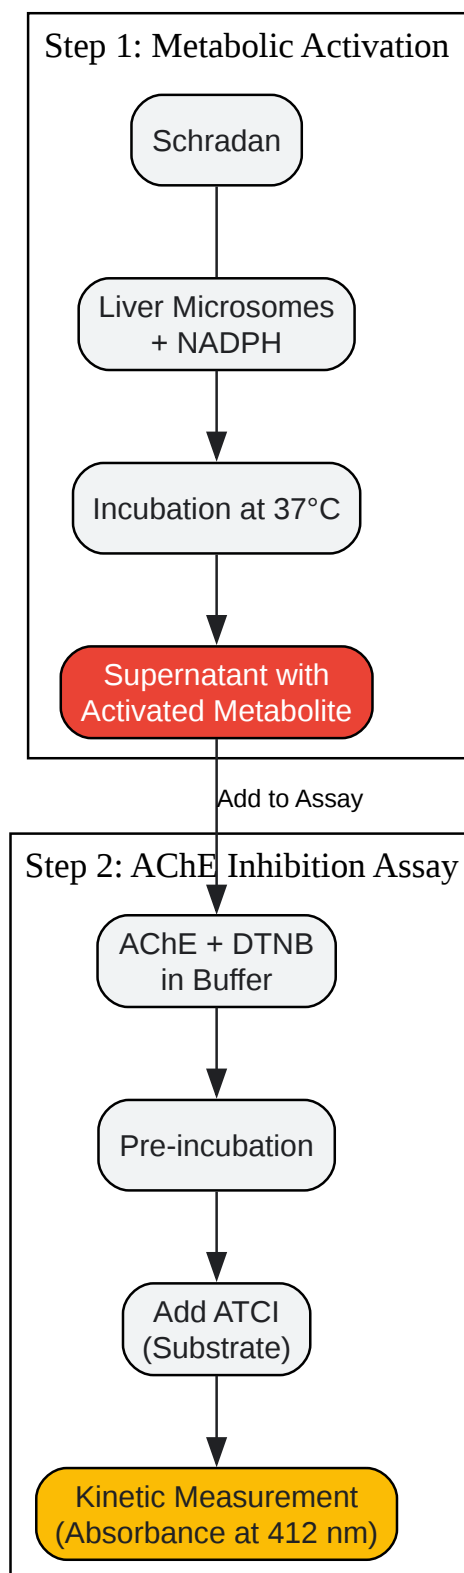 Step 1: Metabolic Activation
Schradan
Liver Microsomes
+ NADPH
Incubation at 37°C
Supernatant with
Activated Metabolite
Add to Assay
Step 2: AChE Inhibition Assay
AChE + DTNB
in Buffer
Pre-incubation
Add ATCI
(Substrate)
Kinetic Measurement
(Absorbance at 412 nm)